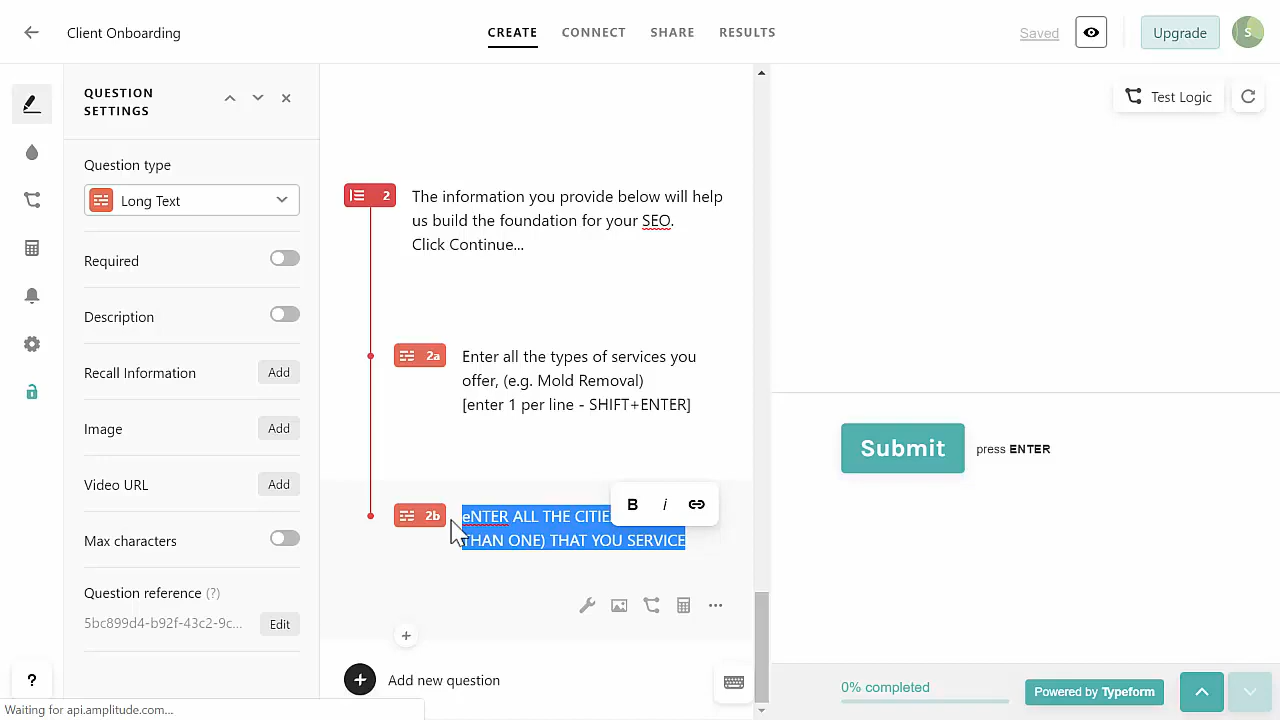 Client Onboarding
CREATE
CONNECT
SHARE
RESULTS
Saved
Upgrade
S
QUESTION
SETTINGS
Test Logic
Question type
Long Text
Required
Description
Recall Information
Add
Image
Add
Video URL
Add
Max characters
Question reference (?)
5bc899d4-b92f-43c2-9c...
Edit
?
Waiting for api.amplitude.com...
2
The information you provide below will help
us build the foundation for your SEO.
Click Continue...
2a
Enter all the types of services you
offer, (e.g. Mold Removal)
[enter 1 per line - SHIFT+ENTER]
B
i
2b
eNTER ALL THE CITIE
THAN ONE) THAT YOU SERVICE
Add new question
Submit
press ENTER
0% completed
Powered by Typeform